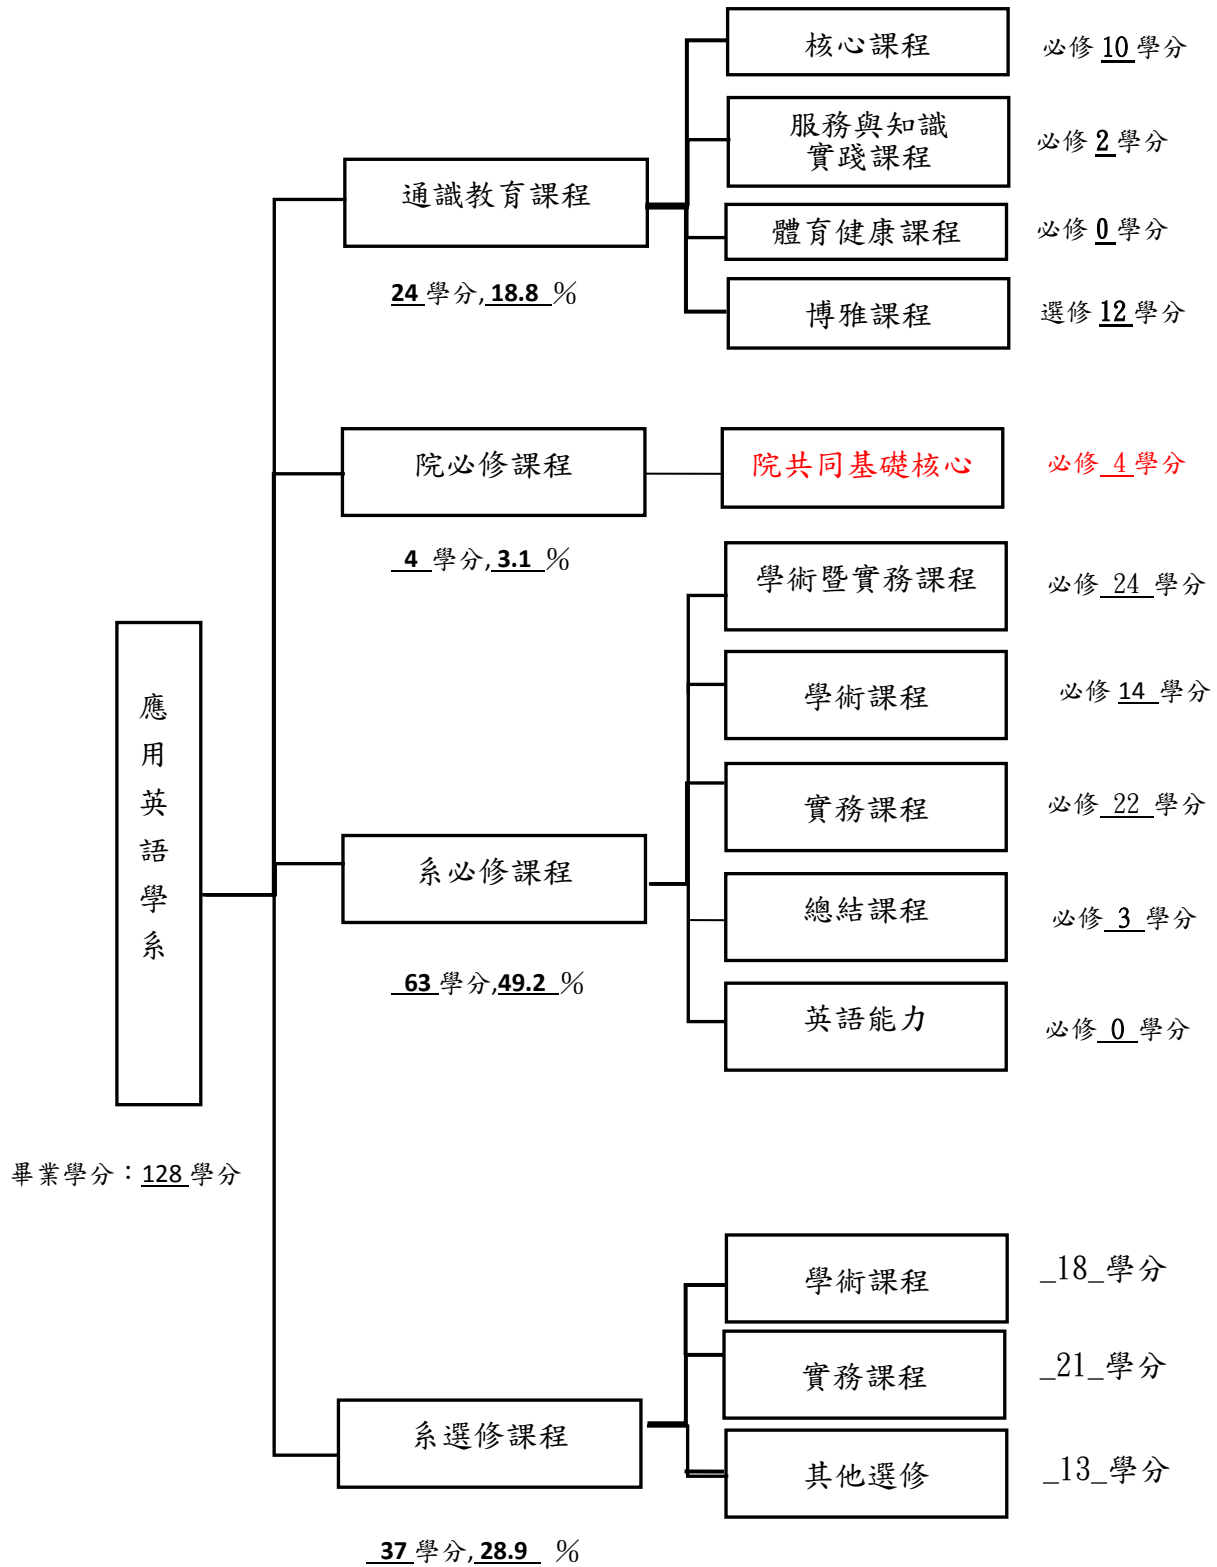 核心課程
必修 10 學分
服務與知識
實踐課程
必修 2 學分
通識教育課程
體育健康課程
必修 0 學分
24 學分, 18.8 %
博雅課程
選修 12 學分
院必修課程
院共同基礎核心
必修 4 學分
4 學分, 3.1 %
學術暨實務課程
必修 24 學分
學術課程
必修 14 學分
應用英語學系
實務課程
必修 22 學分
系必修課程
總結課程
必修 3 學分
63 學分,49.2 %
英語能力
必修 0 學分
畢業學分：128 學分
學術課程
_18_學分
實務課程
_21_學分
系選修課程
其他選修
_13_學分
37 學分, 28.9 %